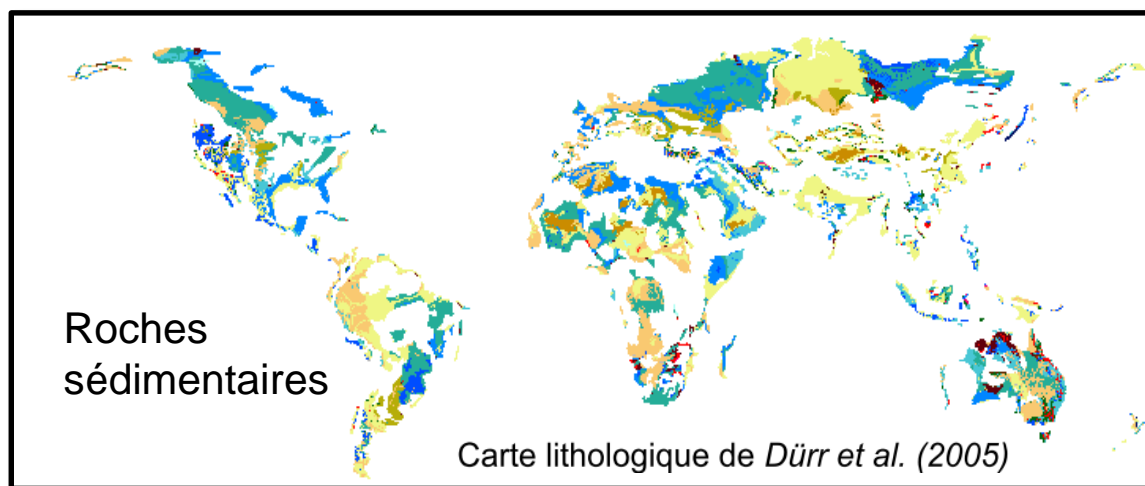 Roches
sédimentaires
Carte lithologique de Dürr et al. (2005)